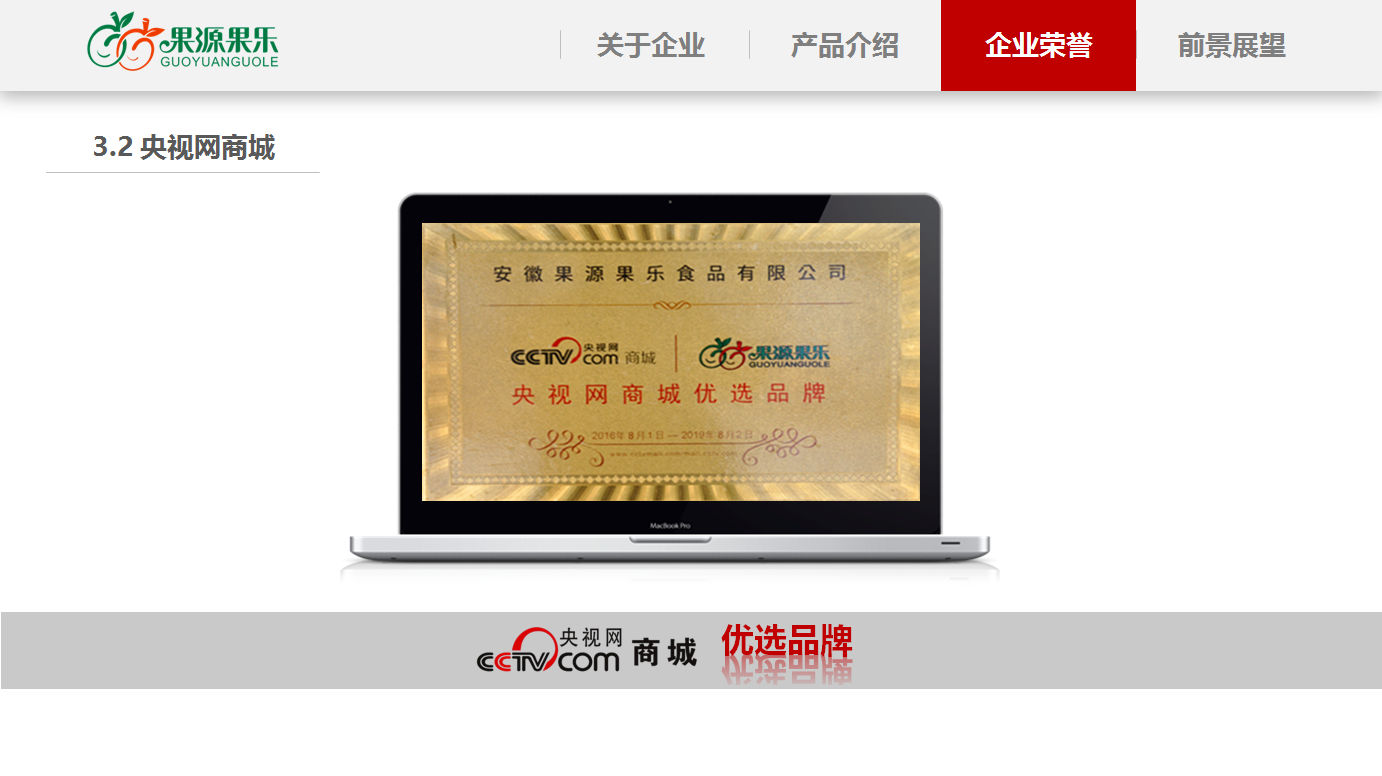 果源果乐
GUOYUANGUOLE
关于企业
产品介绍
企业荣誉
前景展望
3.2 央视网商城
安徽果源果乐食品有限公司
CCTV.com 央视网 商城
果源果乐
GUOYUANGUOLE
央视网商城优选品牌
2016年8月1日—2019年8月2日
MacBook Pro
CCTV.com 央视网 商城 优选品牌